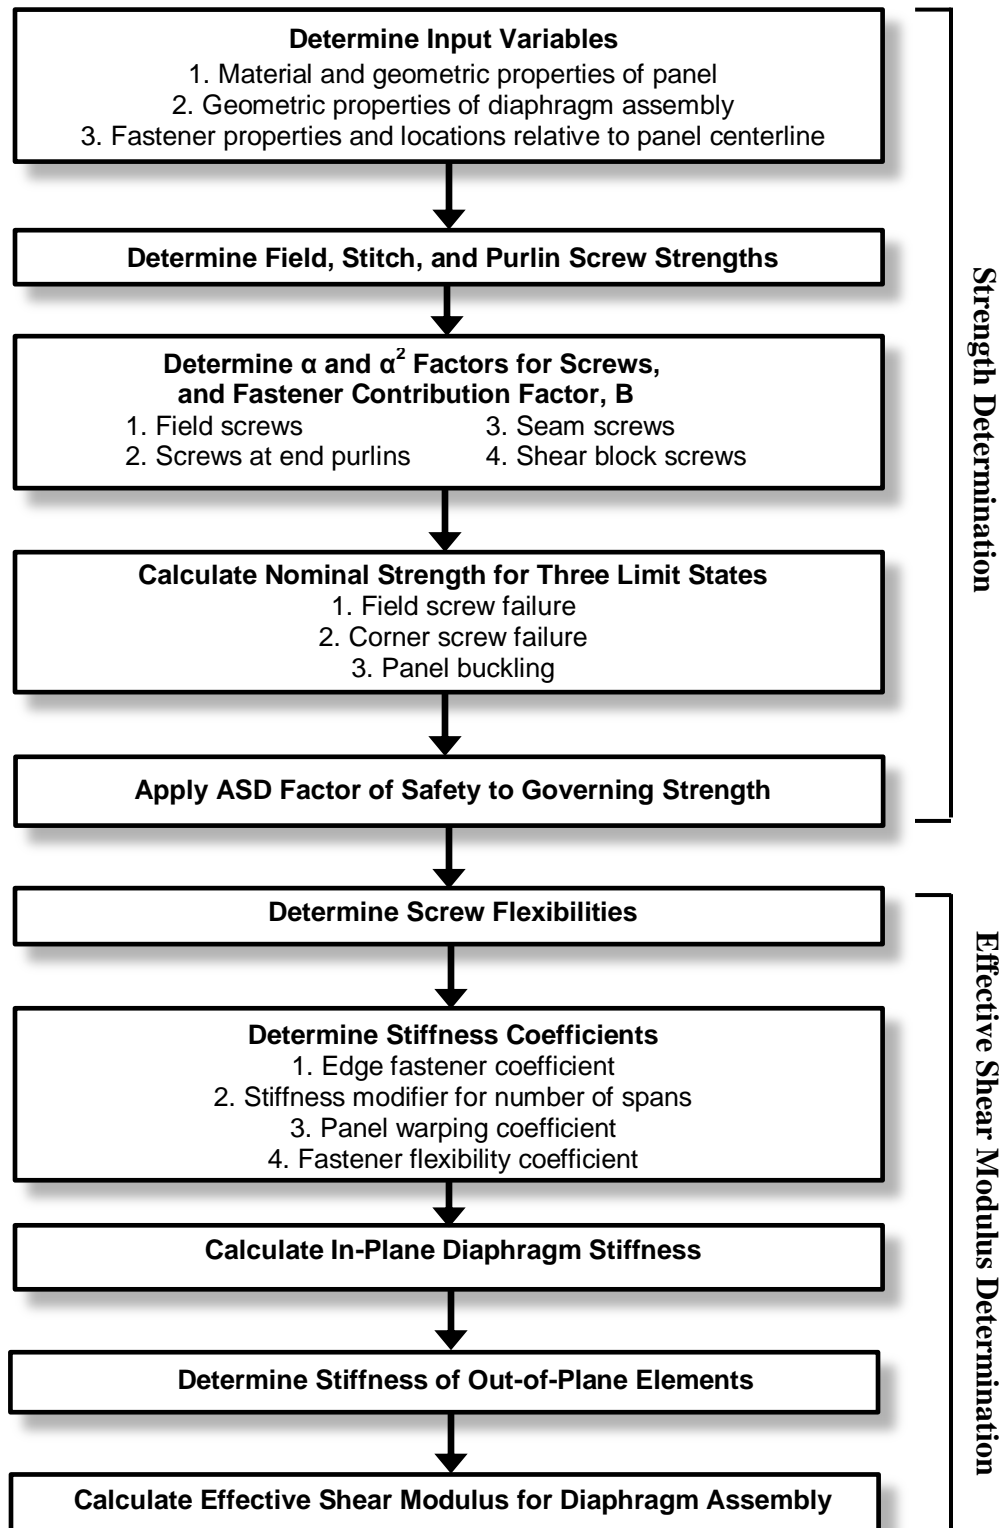 Determine Input Variables
1. Material and geometric properties of panel
2. Geometric properties of diaphragm assembly
3. Fastener properties and locations relative to panel centerline
Determine Field, Stitch, and Purlin Screw Strengths
Determine α and α² Factors for Screws,
and Fastener Contribution Factor, B
1. Field screws
2. Screws at end purlins
3. Seam screws
4. Shear block screws
Calculate Nominal Strength for Three Limit States
1. Field screw failure
2. Corner screw failure
3. Panel buckling
Apply ASD Factor of Safety to Governing Strength
Strength Determination
Determine Screw Flexibilities
Determine Stiffness Coefficients
1. Edge fastener coefficient
2. Stiffness modifier for number of spans
3. Panel warping coefficient
4. Fastener flexibility coefficient
Calculate In-Plane Diaphragm Stiffness
Determine Stiffness of Out-of-Plane Elements
Calculate Effective Shear Modulus for Diaphragm Assembly
Effective Shear Modulus Determination